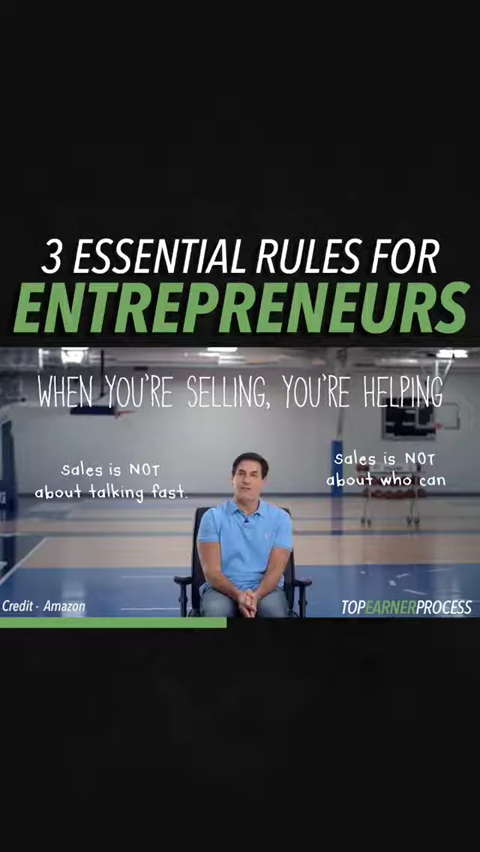 3 ESSENTIAL RULES FOR
ENTREPRENEURS
WHEN YOU'RE SELLING, YOU'RE HELPING
sales is NOT
about talking fast.
sales is NOT
about who can
Credit - Amazon
TOPEARNERPROCESS